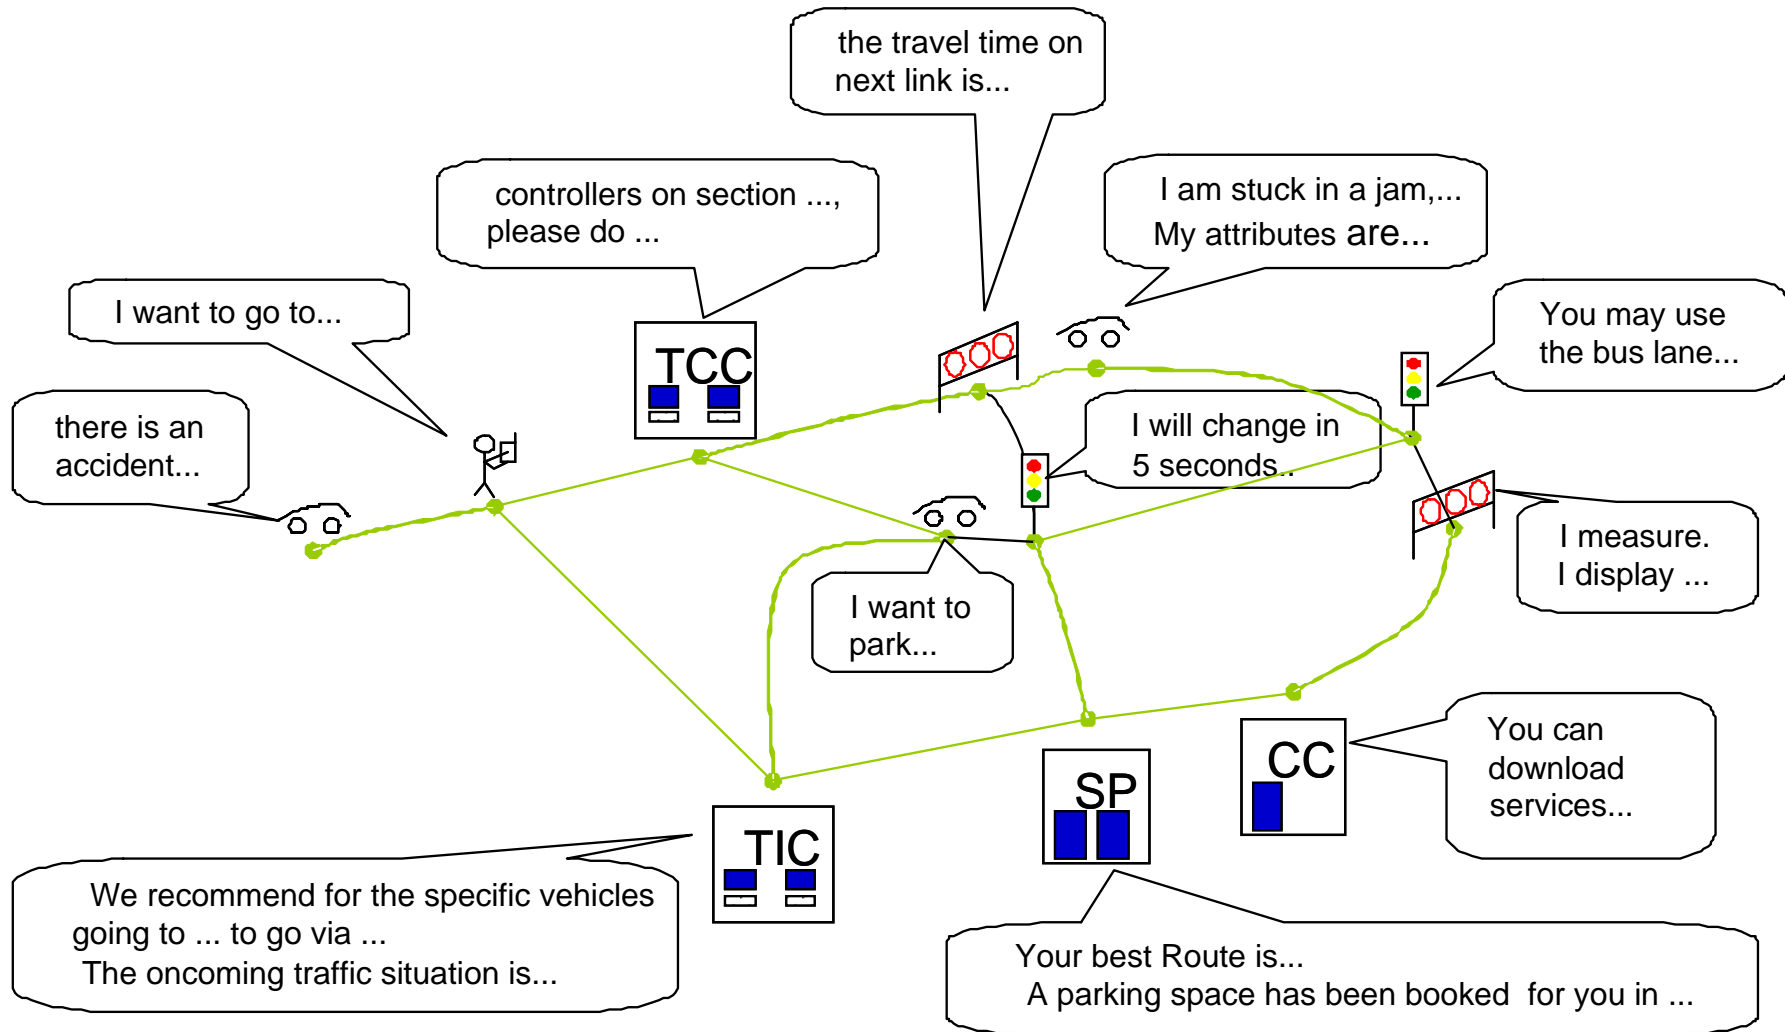 the travel time on
next link is...
controllers on section ...,
please do ...
I am stuck in a jam,...
My attributes are...
I want to go to...
You may use
the bus lane...
TCC
there is an
accident...
I will change in
5 seconds..
I measure.
I display ...
I want to
park...
You can
download
services...
CC
SP
TIC
We recommend for the specific vehicles
going to ... to go via ...
The oncoming traffic situation is...
Your best Route is...
A parking space has been booked for you in ...